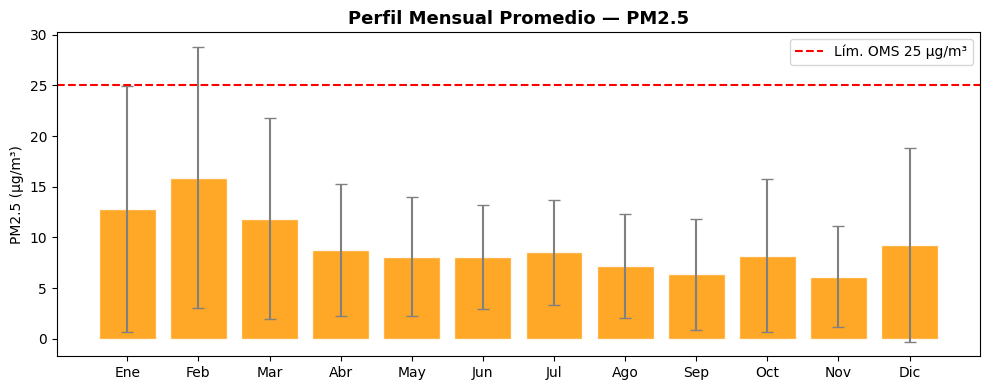 Perfil Mensual Promedio — PM2.5
Lím. OMS 25 µg/m³
PM2.5 (µg/m³)
30
25
20
15
10
5
0
Ene Feb Mar Abr May Jun Jul Ago Sep Oct Nov Dic